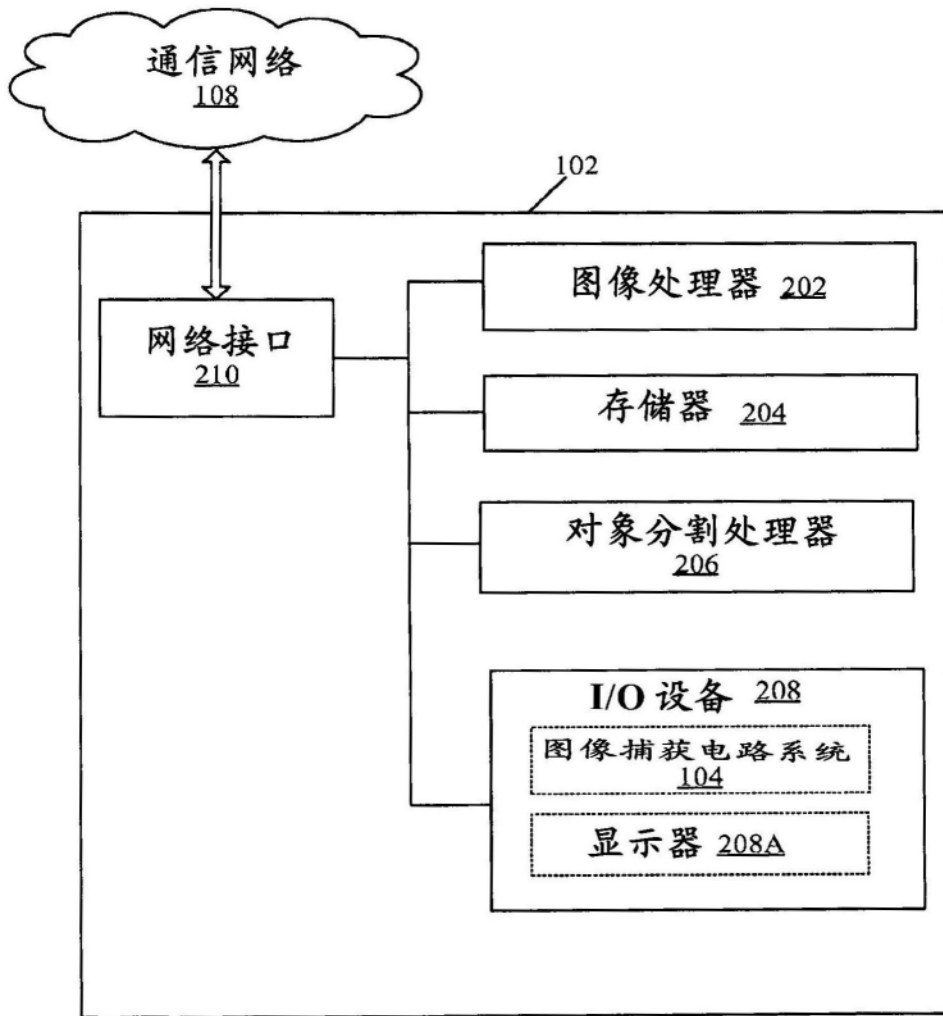 通信网络
108
102
图像处理器 202
网络接口
210
存储器 204
对象分割处理器
206
I/O 设备 208
图像捕获电路系统
104
显示器 208A